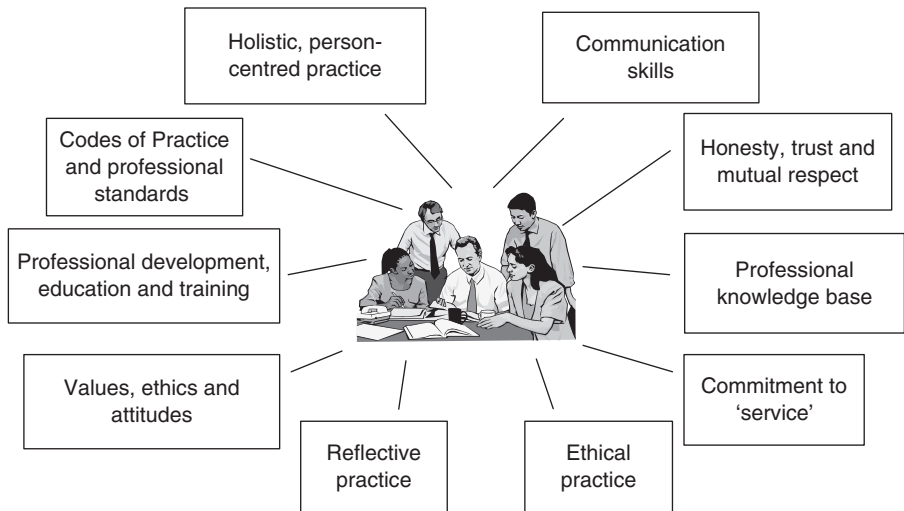 Holistic, person-
centred practice
Communication
skills
Codes of Practice
and professional
standards
Honesty, trust and
mutual respect
Professional development,
education and training
Professional
knowledge base
Values, ethics and
attitudes
Commitment to
‘service’
Reflective
practice
Ethical
practice